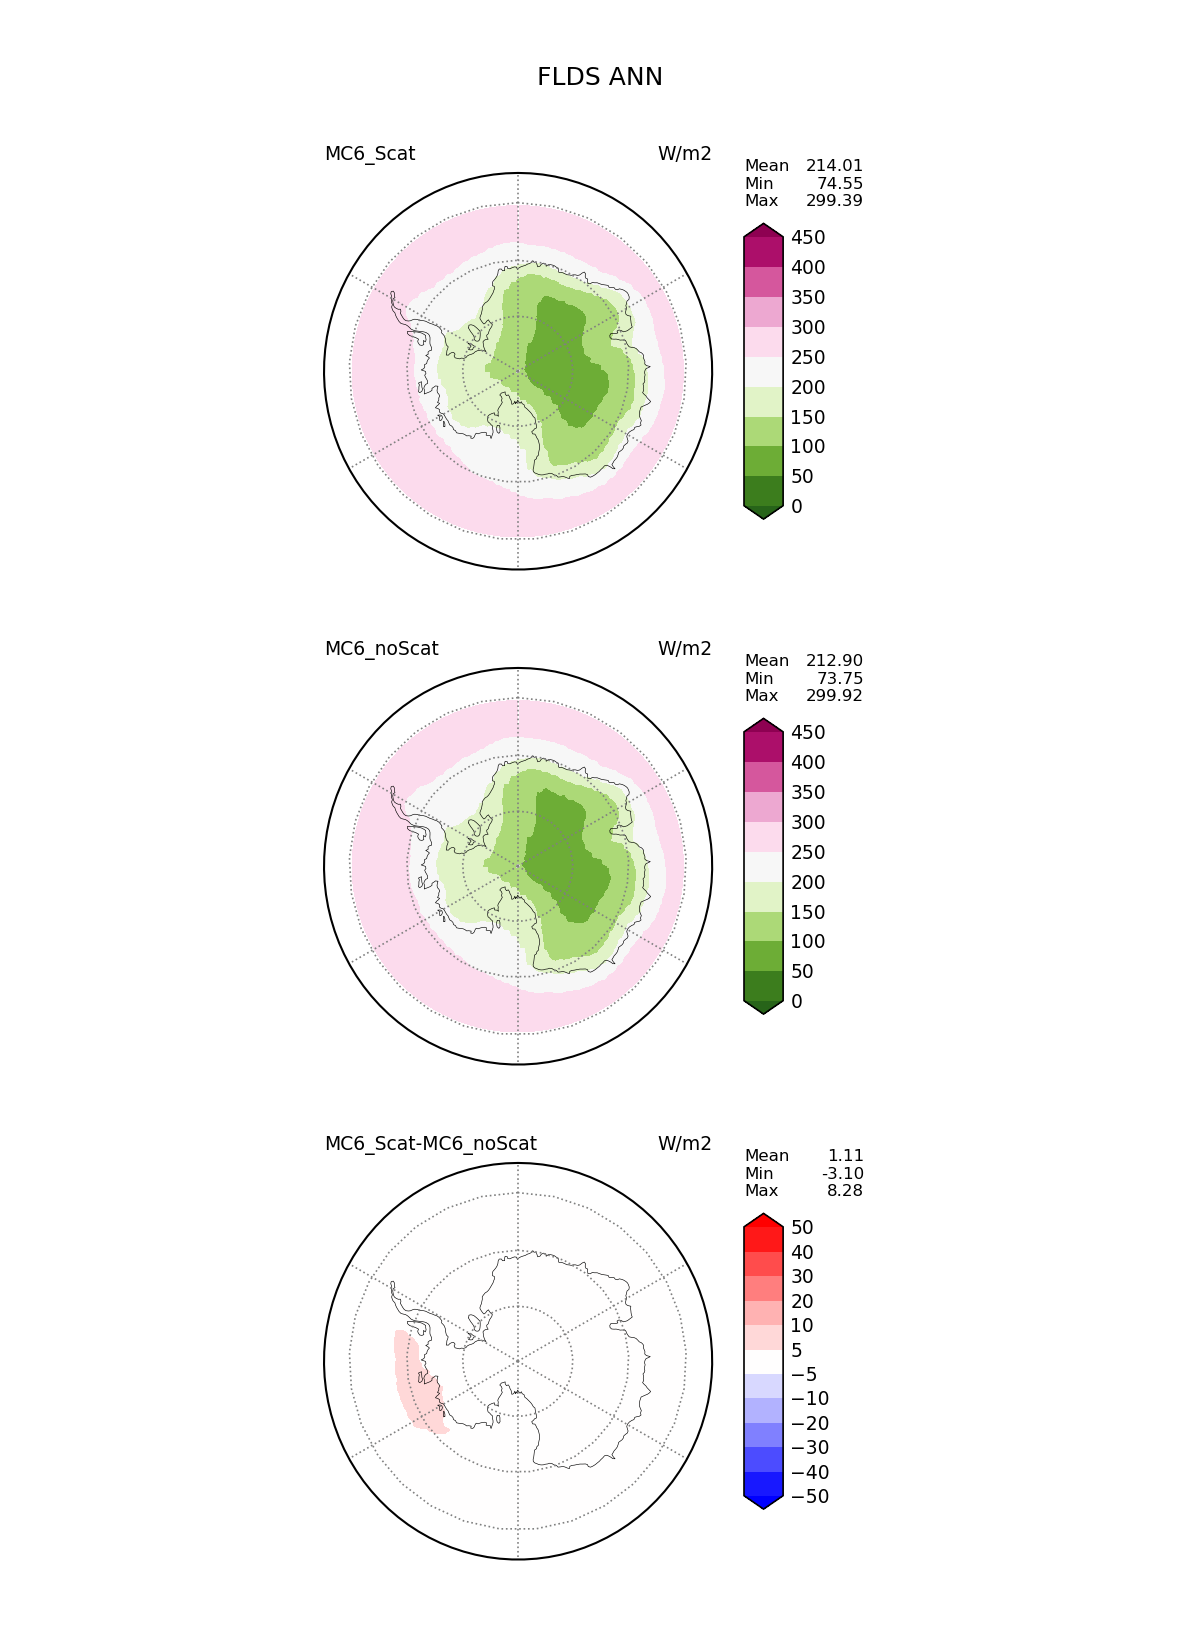 FLDS ANN
MC6_Scat W/m2
Mean 214.01
Min 74.55
Max 299.39
450
400
350
300
250
200
150
100
50
0
MC6_noScat W/m2
Mean 212.90
Min 73.75
Max 299.92
450
400
350
300
250
200
150
100
50
0
MC6_Scat-MC6_noScat W/m2
Mean 1.11
Min -3.10
Max 8.28
50
40
30
20
10
5
−5
−10
−20
−30
−40
−50